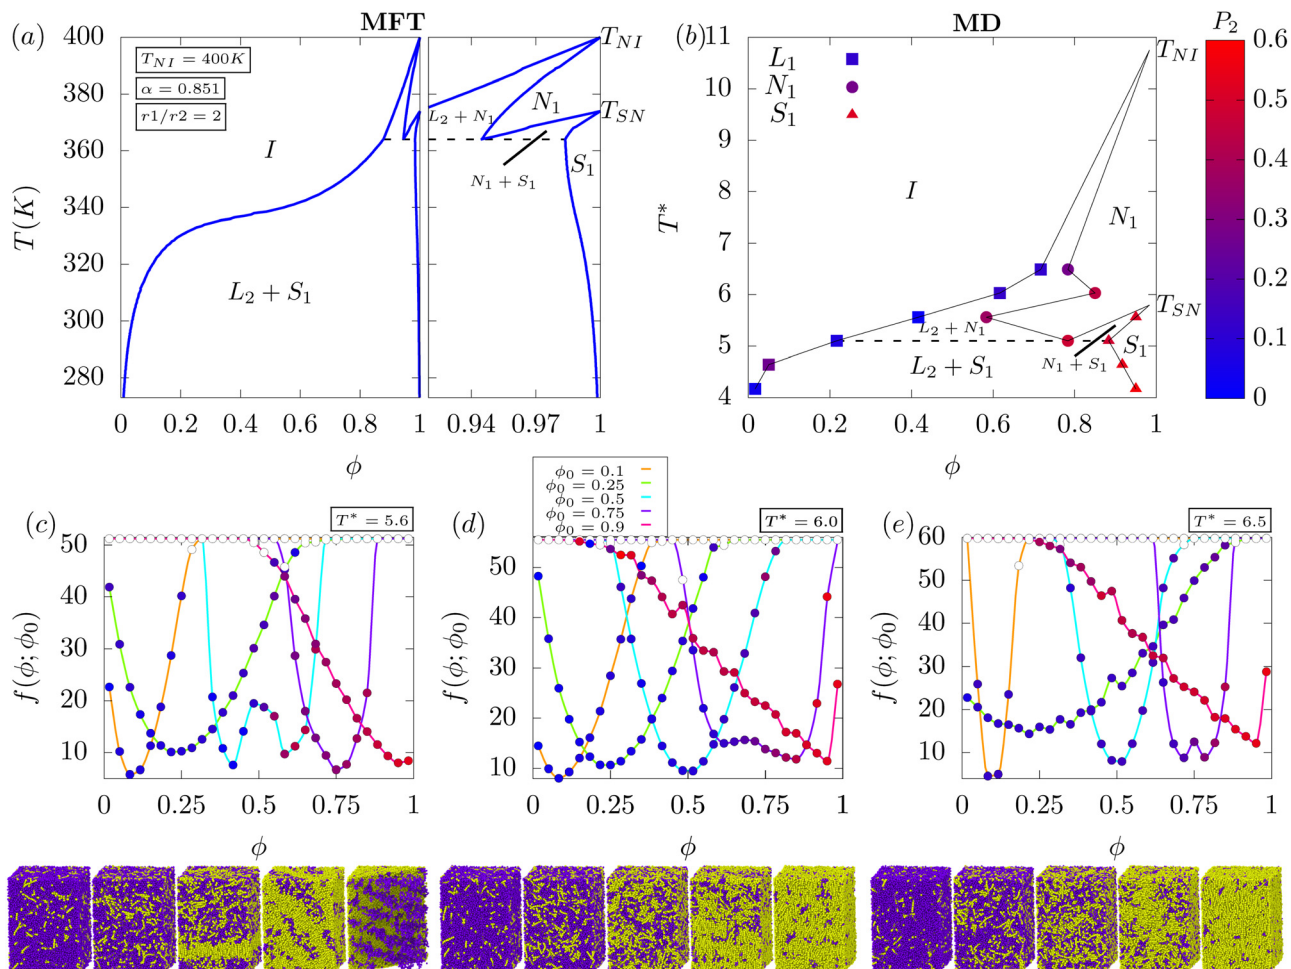 MFT
(a)
T_NI = 400K
α = 0.851
r1/r2 = 2
T_NI
T_SN
N_1
L_2 + N_1
I
N_1 + S_1
S_1
L_2 + S_1
T(K)
400
380
360
340
320
300
280
0 0.2 0.4 0.6 0.8 1
0.94 0.97 1
ϕ
MD
(b)
L_1
N_1
S_1
T_NI
I
N_1
T_SN
L_2 + N_1
S_1
N_1 + S_1
L_2 + S_1
T*
11
10
9
8
7
6
5
4
0 0.2 0.4 0.6 0.8 1
ϕ
P_2
0.6
0.5
0.4
0.3
0.2
0.1
0
(c)
T* = 5.6
f(ϕ; ϕ_0)
50
40
30
20
10
0 0.25 0.5 0.75 1
ϕ
ϕ_0 = 0.1
ϕ_0 = 0.25
ϕ_0 = 0.5
ϕ_0 = 0.75
ϕ_0 = 0.9
(d)
T* = 6.0
f(ϕ; ϕ_0)
50
40
30
20
10
0 0.25 0.5 0.75 1
ϕ
(e)
T* = 6.5
f(ϕ; ϕ_0)
60
50
40
30
20
10
0 0.25 0.5 0.75 1
ϕ